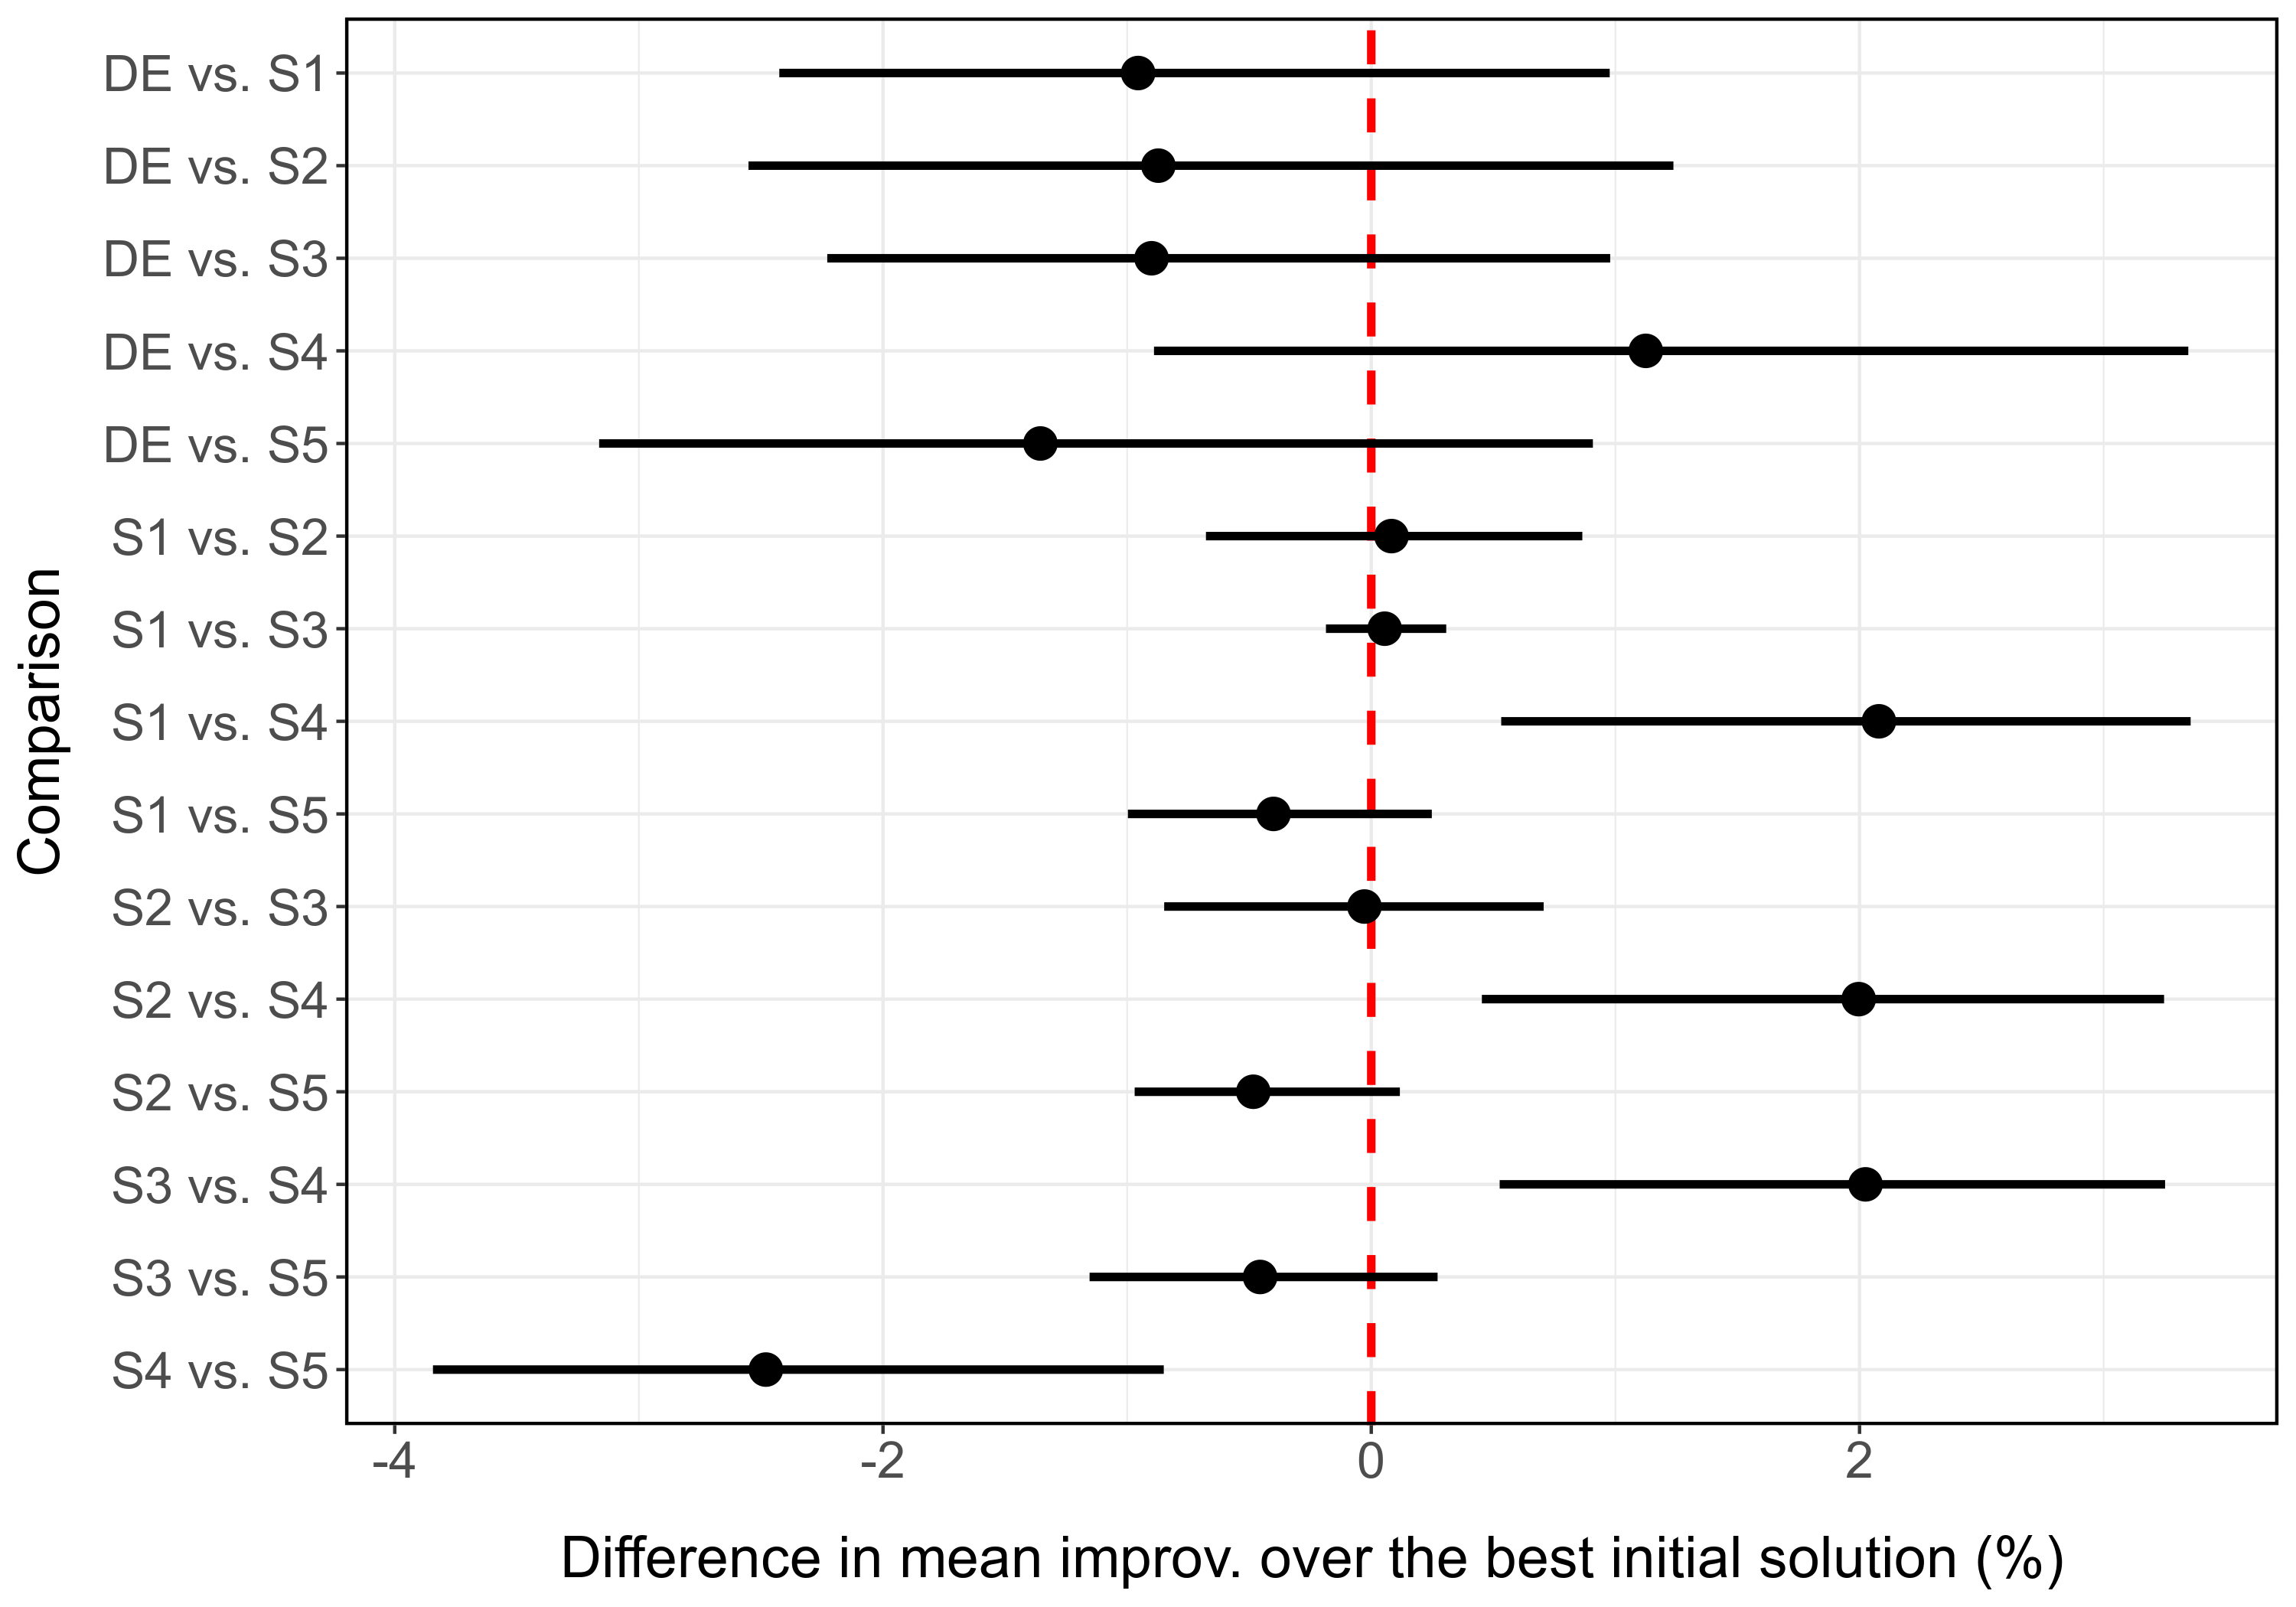 DE vs. S1
DE vs. S2
DE vs. S3
DE vs. S4
DE vs. S5
S1 vs. S2
S1 vs. S3
S1 vs. S4
S1 vs. S5
S2 vs. S3
S2 vs. S4
S2 vs. S5
S3 vs. S4
S3 vs. S5
S4 vs. S5
Comparison
-4 -2 0 2
Difference in mean improv. over the best initial solution (%)